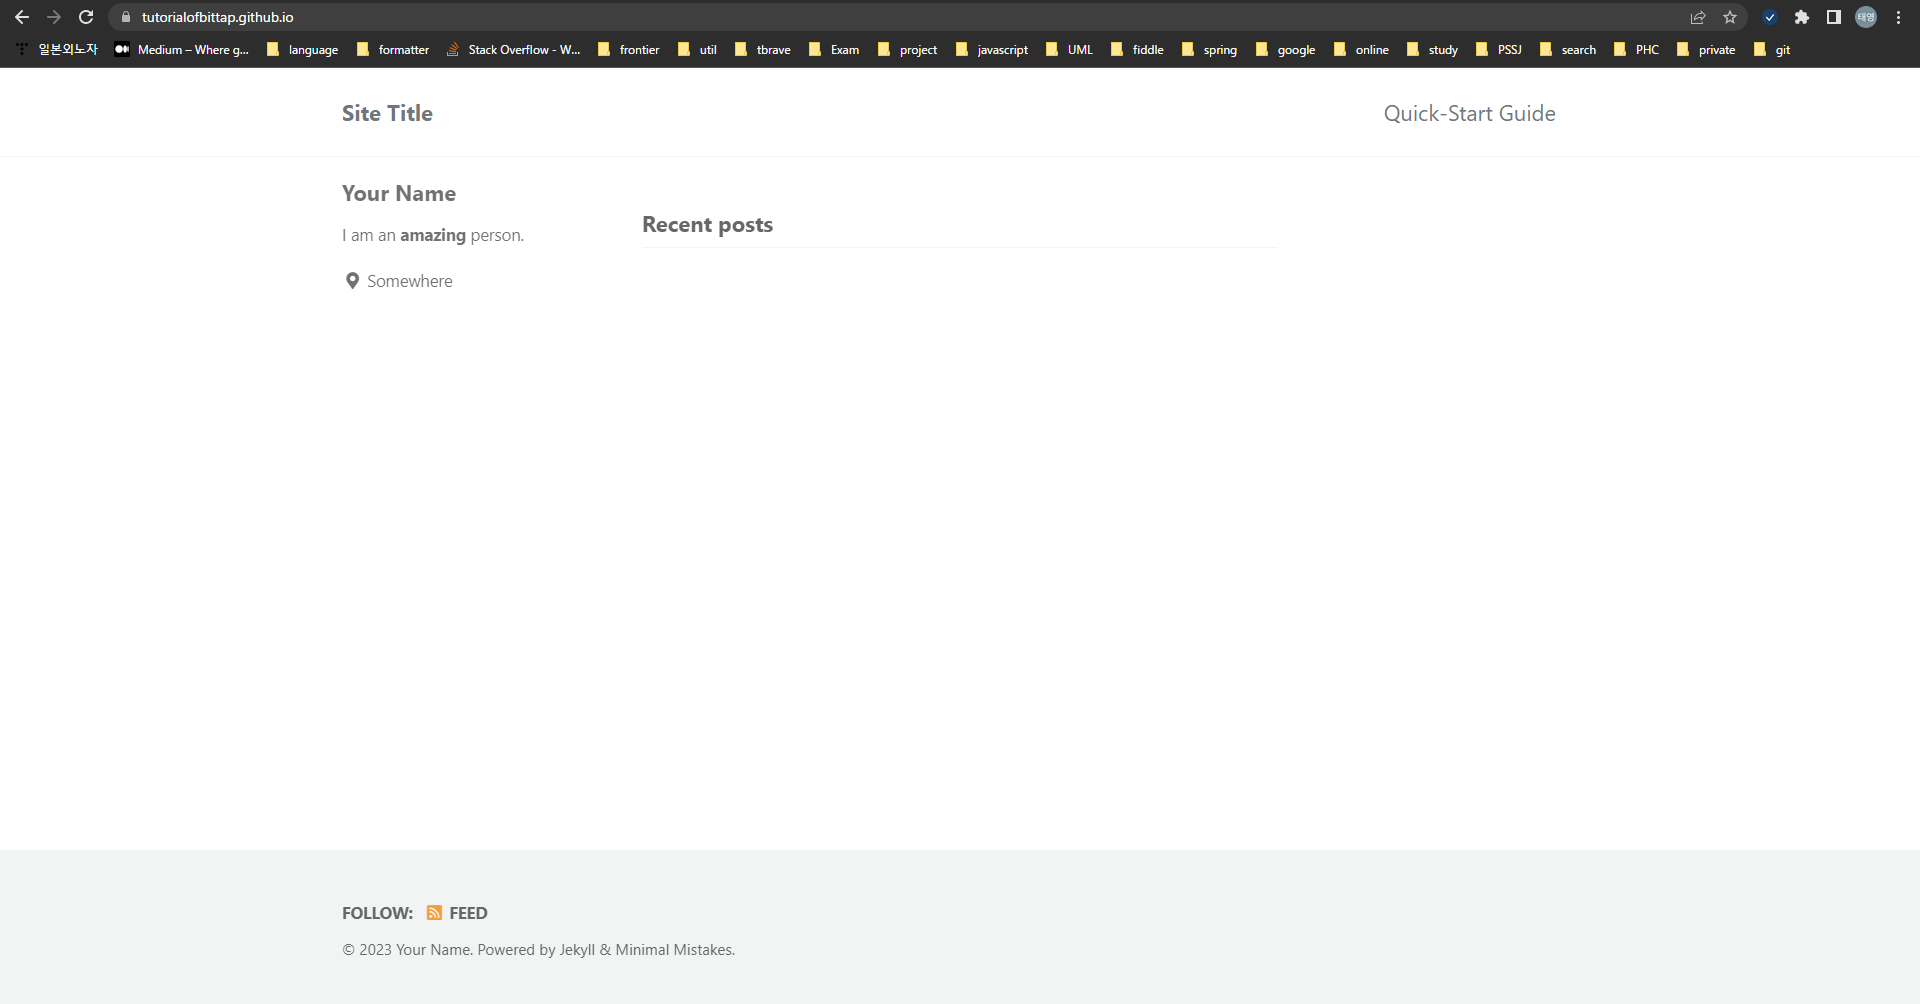 tutorialofbittap.github.io
태영
일본외노자 Medium – Where g... language formatter Stack Overflow - W... frontier util tbrave Exam project javascript UML fiddle spring google online study PSSJ search PHC private git
Site Title Quick-Start Guide
Your Name
Recent posts
I am an amazing person.
Somewhere
FOLLOW: FEED
© 2023 Your Name. Powered by Jekyll & Minimal Mistakes.